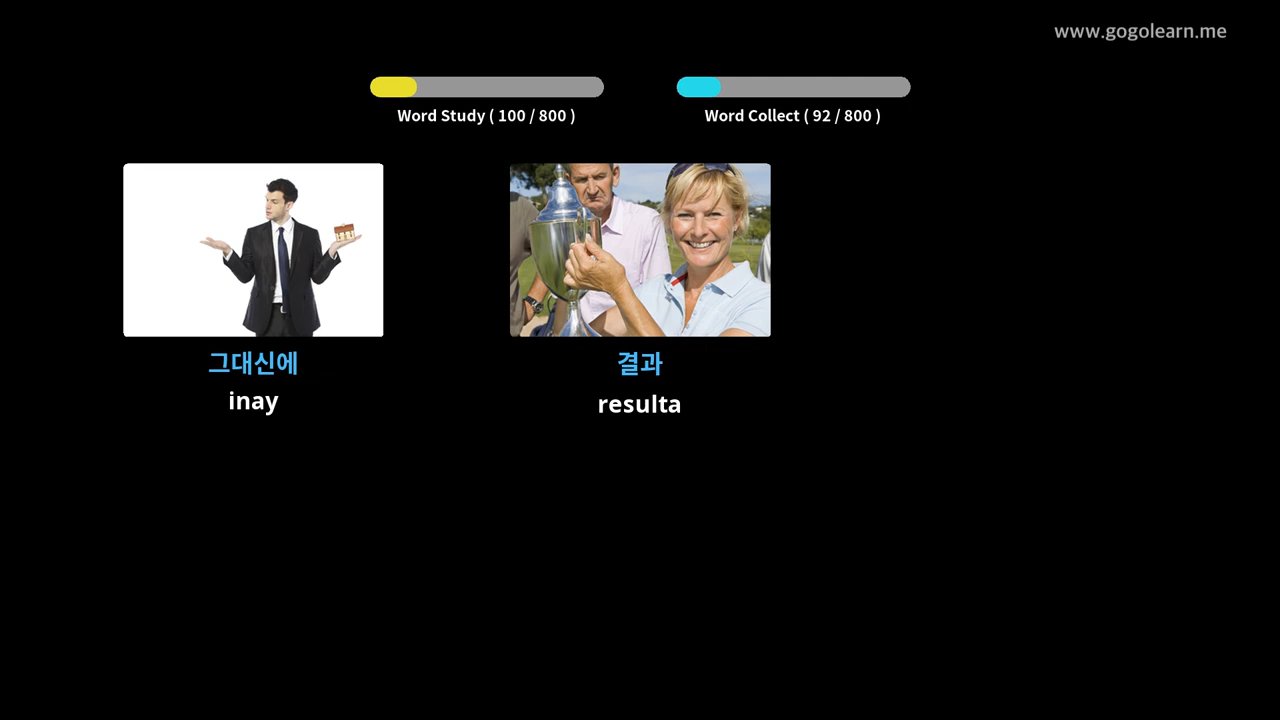 www.gogolearn.me
Word Study ( 100 / 800 )
Word Collect ( 92 / 800 )
그대신에
inay
결과
resulta